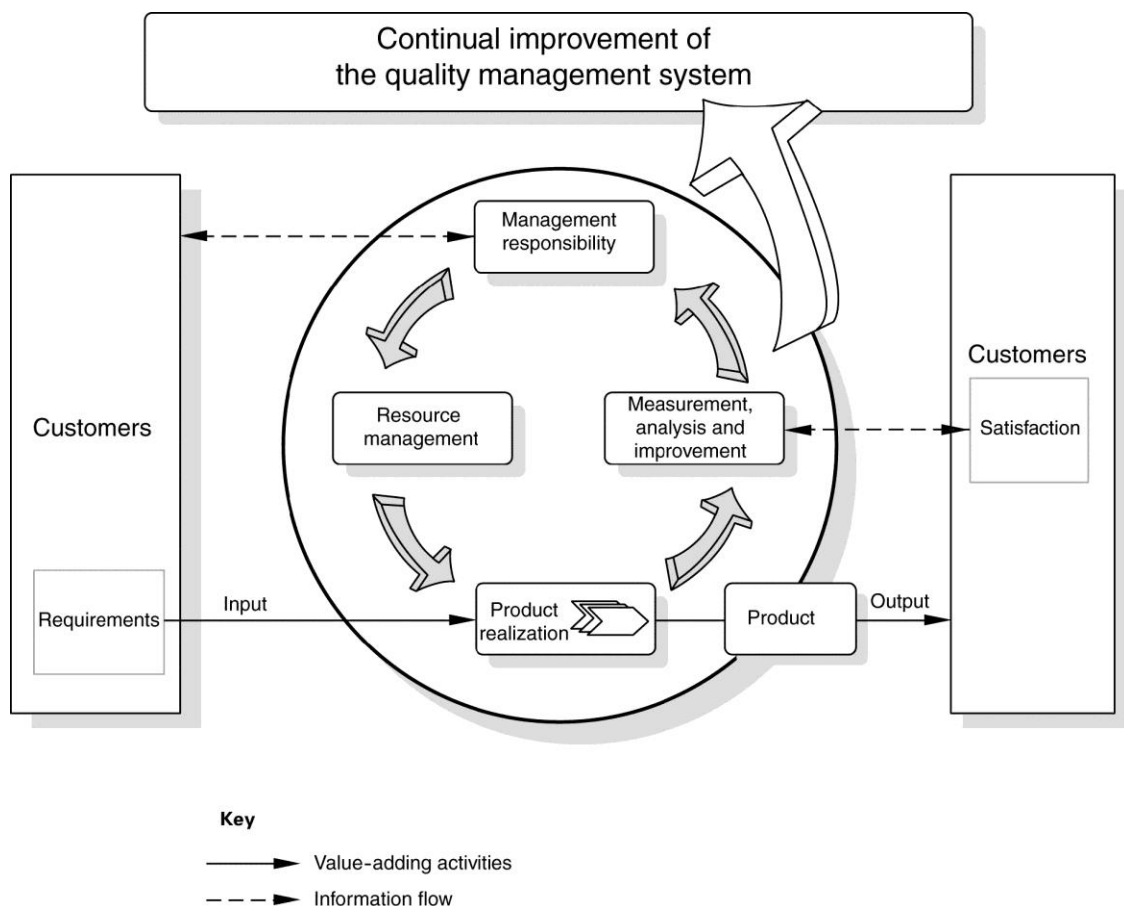 Continual improvement of
the quality management system
Management
responsibility
Customers
Resource
management
Measurement,
analysis and
improvement
Customers
Satisfaction
Requirements
Input
Product
realization
Product
Output
Key
Value-adding activities
Information flow